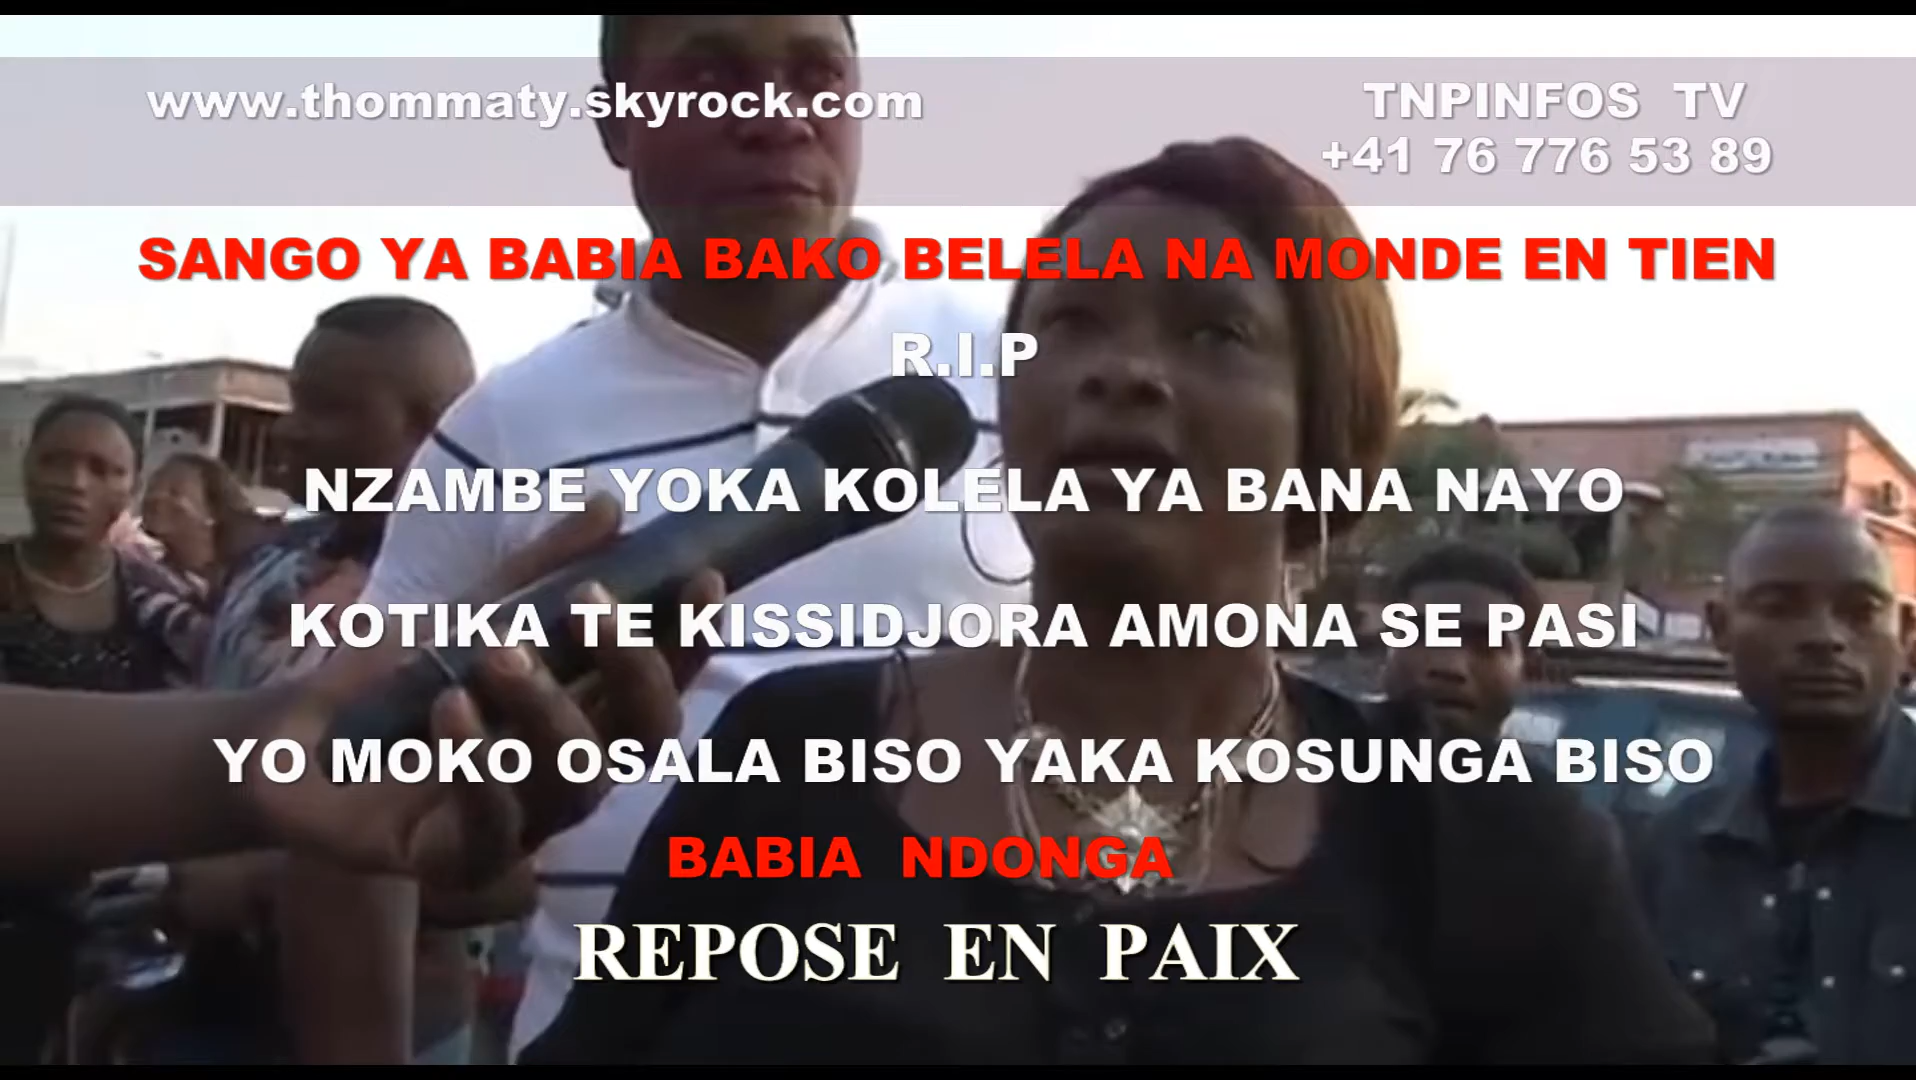 www.thommaty.skyrock.com
TNPINFOS TV
+41 76 776 53 89
SANGO YA BABIA BAKO BELELA NA MONDE EN TIEN
R.I.P
NZAMBE YOKA KOLELA YA BANA NAYO
KOTIKA TE KISSIDJORA AMONA SE PASI
YO MOKO OSALA BISO YAKA KOSUNGA BISO
BABIA NDONGA
REPOSE EN PAIX